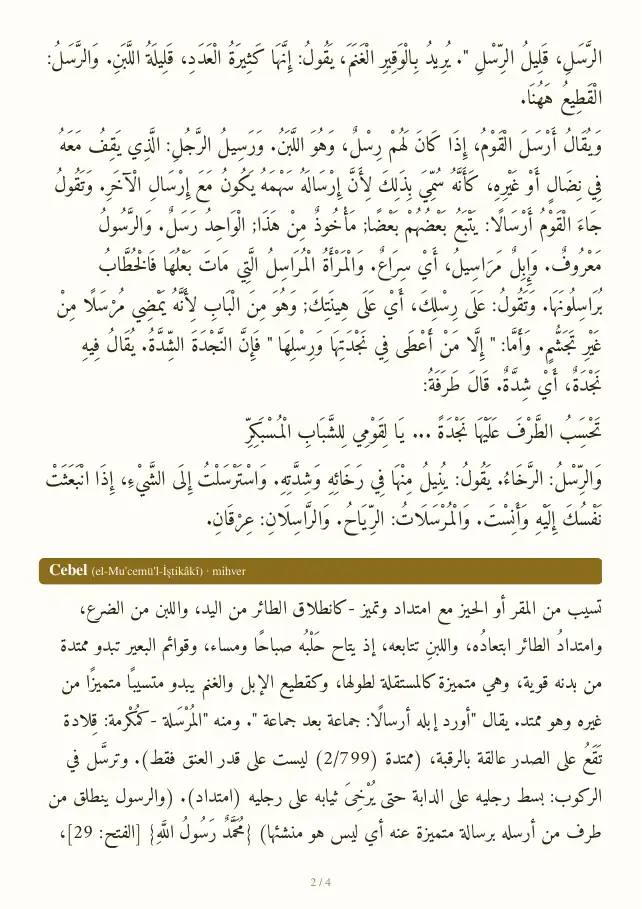 الرَّسَلِ، قَلِيلُ الرِّسْلِ ". يُرِيدُ بِالْوَقِيرِ الْغَنَمَ، يَقُولُ: إِنَّهَا كَثِيرَةُ الْعَدَدِ، قَلِيلَةُ اللَّبَنِ. وَالرَّسَلُ:
الْقَطِيعُ هَهُنَا.
وَيُقَالُ أَرْسَلَ الْقَوْمُ، إِذَا كَانَ لَهُمْ رِسْلٌ، وَهُوَ اللَّبَنُ. وَرَسِيلُ الرَّجُلِ: الَّذِي يَقِفُ مَعَهُ
فِي نِضَالٍ أَوْ غَيْرِهِ، كَأَنَّهُ سُمِّيَ بِذَلِكَ لِأَنَّ إِرْسَالَهُ سَهْمَهُ يَكُونُ مَعَ إِرْسَالِ الْآخَرِ. وَتَقُولُ
جَاءَ الْقَوْمُ أَرْسَالًا: يَتْبَعُ بَعْضُهُمْ بَعْضًا; مَأْخُوذٌ مِنْ هَذَا; الْوَاحِدُ رَسَلٌ. وَالرَّسُولُ
مَعْرُوفٌ. وَإِبِلٌ مَرَاسِيلُ، أَيْ سِرَاعٌ. وَالْمَرْأَةُ الْمُرَاسِلُ الَّتِي مَاتَ بَعْلُهَا فَالْخُطَّابُ
يُرَاسِلُونَهَا. وَتَقُولُ: عَلَى رِسْلِكَ، أَيْ عَلَى هِينَتِكَ; وَهُوَ مِنَ الْبَابِ لِأَنَّهُ يَمْضِي مُرْسَلًا مِنْ
غَيْرِ تَجَشُّمٍ. وَأَمَّا: " إِلَّا مَنْ أَعْطَى فِي نَجْدَتِهَا وَرِسْلِهَا " فَإِنَّ النَّجْدَةَ الشِّدَّةُ. يُقَالُ فِيهِ
نَجْدَةٌ، أَيْ شِدَّةٌ. قَالَ طَرَفَةُ:
تَحْسَبُ الطَّرْفَ عَلَيْهَا نَجْدَةً ... يَا لِقَوْمِي لِلشَّبَابِ الْمُسْبَكِرِّ
وَالرِّسْلُ: الرَّخَاءُ. يَقُولُ: يُنِيلُ مِنْهَا فِي رَخَائِهِ وَشِدَّتِهِ. وَاسْتَرْسَلْتُ إِلَى الشَّيْءِ، إِذَا انْبَعَثَتْ
نَفْسُكَ إِلَيْهِ وَأَنِسْتَ. وَالْمُرْسَلَاتُ: الرِّيَاحُ. وَالرَّاسِلَانِ: عِرْقَانِ.
Cebel (el-Mu'cemü'l-İştikâkî) · mihver
تسيب من المقر أو الحيز مع امتداد وتميز -كانطلاق الطائر من اليد، واللبن من الضرع،
وامتدادُ الطائر ابتعادُه، واللبنِ تتابعه، إذ يتاح حَلْبُه صباحًا ومساء، وقوائم البعير تبدو ممتدة
من بدنه قوية، وهي متميزة كالمستقلة لطولها، وكقطيع الإبل والغنم يبدو متسيبًا متميزًا من
غيره وهو ممتد. يقال "أورد إبله أرسالًا: جماعة بعد جماعة ". ومنه "المُرْسَلة -كمُكْرمة: قِلادة
تَقَعُ على الصدر عالقة بالرقبة، (ممتدة (2/799) ليست على قدر العنق فقط). وترسَّل في
الركوب: بسط رجليه على الدابة حتى يُرْخِىَ ثيابه على رجليه (امتداد). (والرسول ينطلق من
طرف من أرسله برسالة متميزة عنه أي ليس هو منشئها) {مُحَمَّدٌ رَسُولُ اللَّهِ} [الفتح: 29]،
2 / 4